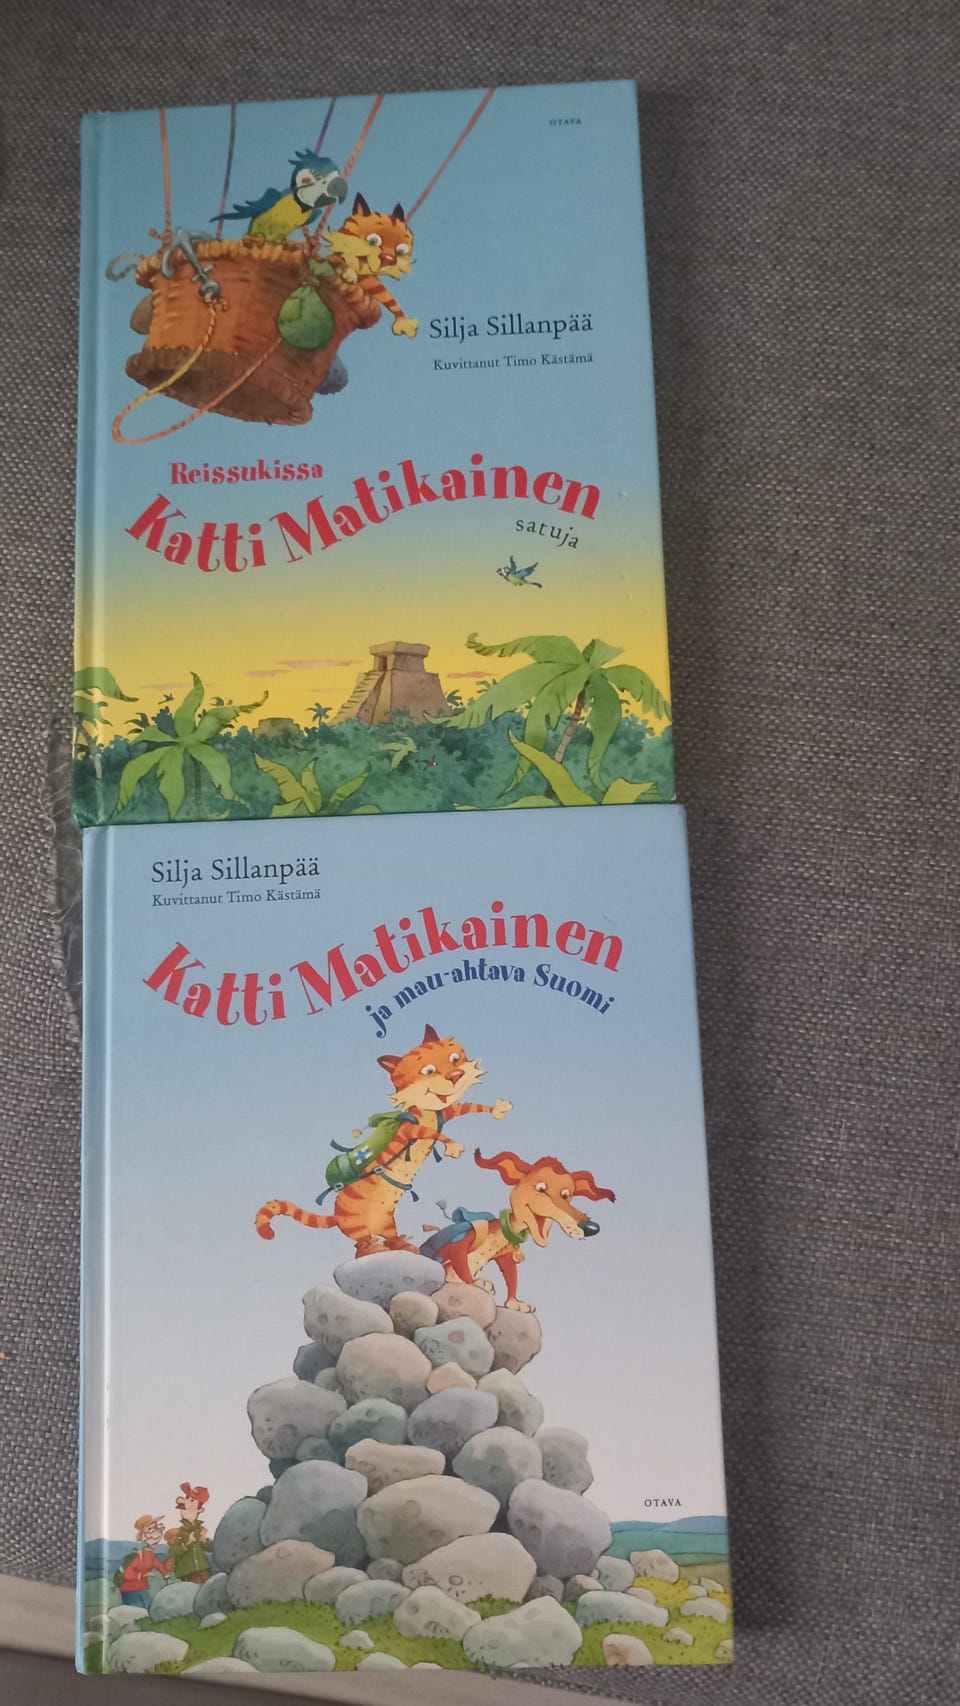 OTAVA
Silja Sillanpää
Kuvittanut Timo Kästämä
Reissukissa
Katti Matikainen
satuja
Silja Sillanpää
Kuvittanut Timo Kästämä
Katti Matikainen
ja mau-ahtava Suomi
OTAVA